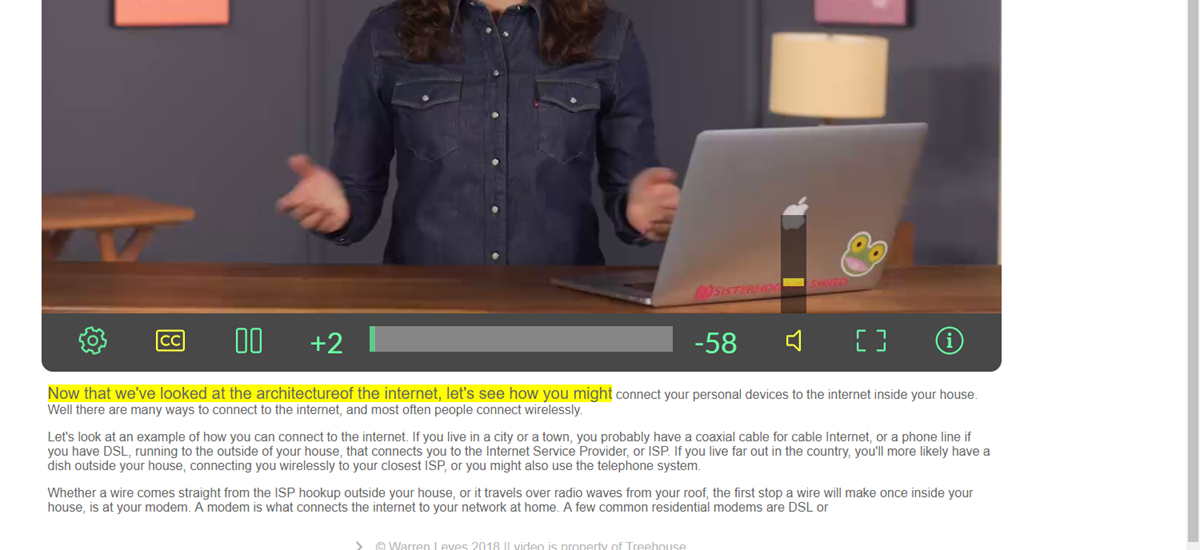 SISTERHOOD SHRED
CC
+2
-58
i
Now that we've looked at the architectureof the internet, let's see how you might connect your personal devices to the internet inside your house.
Well there are many ways to connect to the internet, and most often people connect wirelessly.
Let's look at an example of how you can connect to the internet. If you live in a city or a town, you probably have a coaxial cable for cable Internet, or a phone line if
you have DSL, running to the outside of your house, that connects you to the Internet Service Provider, or ISP. If you live far out in the country, you'll more likely have a
dish outside your house, connecting you wirelessly to your closest ISP, or you might also use the telephone system.
Whether a wire comes straight from the ISP hookup outside your house, or it travels over radio waves from your roof, the first stop a wire will make once inside your
house, is at your modem. A modem is what connects the internet to your network at home. A few common residential modems are DSL or
© Warren Leyes 2018 || video is property of Treehouse